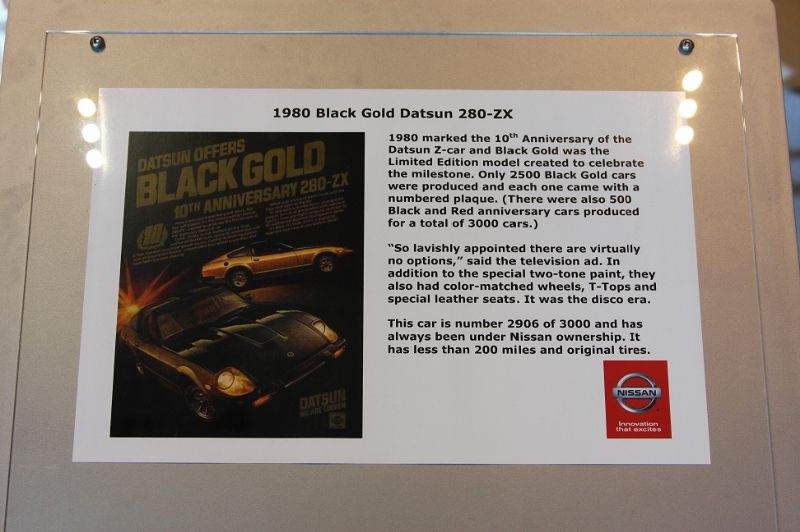 1980 Black Gold Datsun 280-ZX
DATSUN OFFERS
BLACK GOLD
10TH ANNIVERSARY 280-ZX
DATSUN
WE ARE DRIVEN
1980 marked the 10th Anniversary of the
Datsun Z-car and Black Gold was the
Limited Edition model created to celebrate
the milestone. Only 2500 Black Gold cars
were produced and each one came with a
numbered plaque. (There were also 500
Black and Red anniversary cars produced
for a total of 3000 cars.)
“So lavishly appointed there are virtually
no options,” said the television ad. In
addition to the special two-tone paint, they
also had color-matched wheels, T-Tops and
special leather seats. It was the disco era.
This car is number 2906 of 3000 and has
always been under Nissan ownership. It
has less than 200 miles and original tires.
NISSAN
Innovation
that excites